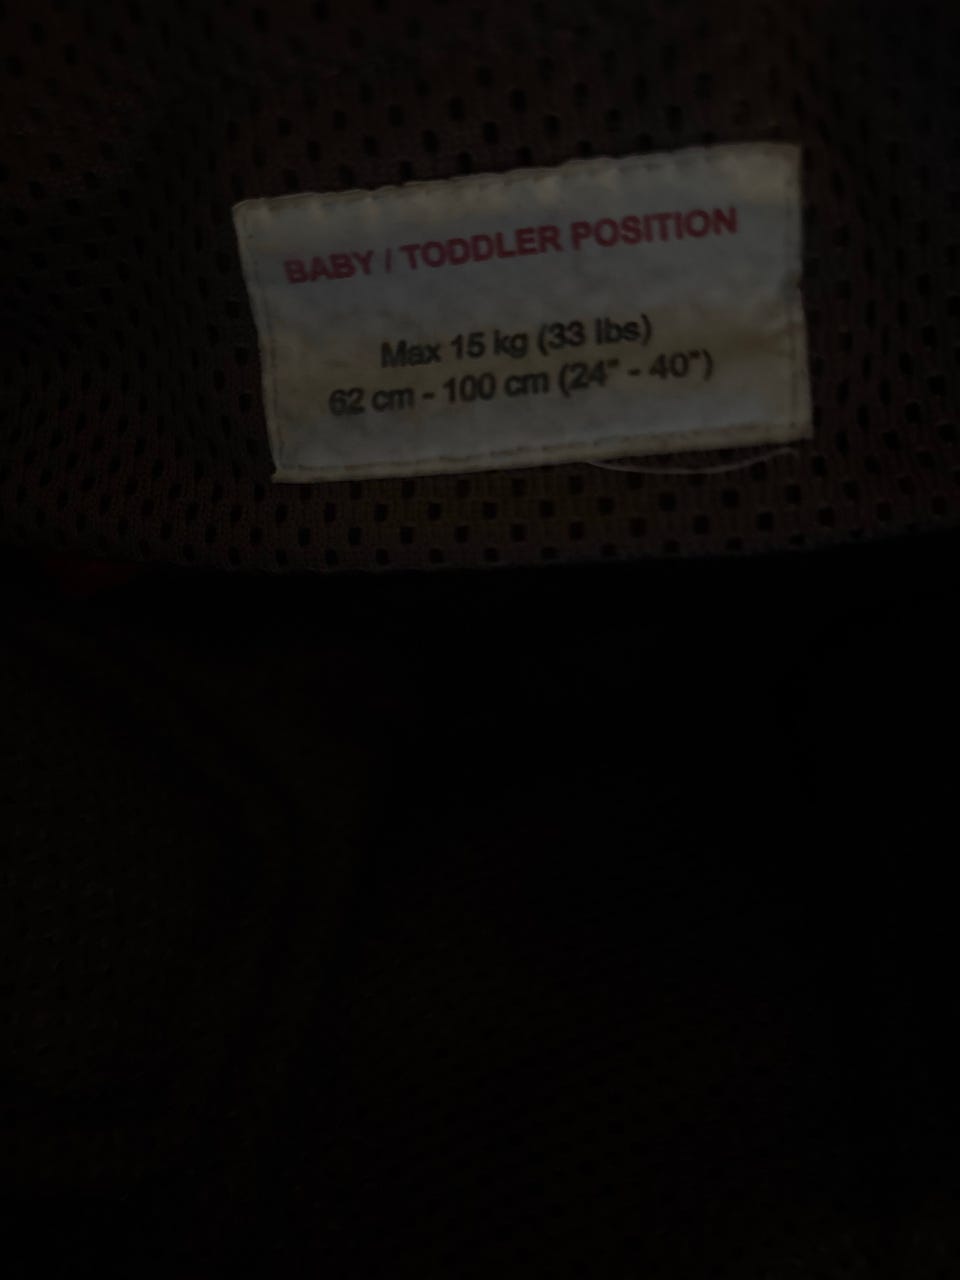 BABY / TODDLER POSITION
Max 15 kg (33 lbs)
62 cm - 100 cm (24" - 40")